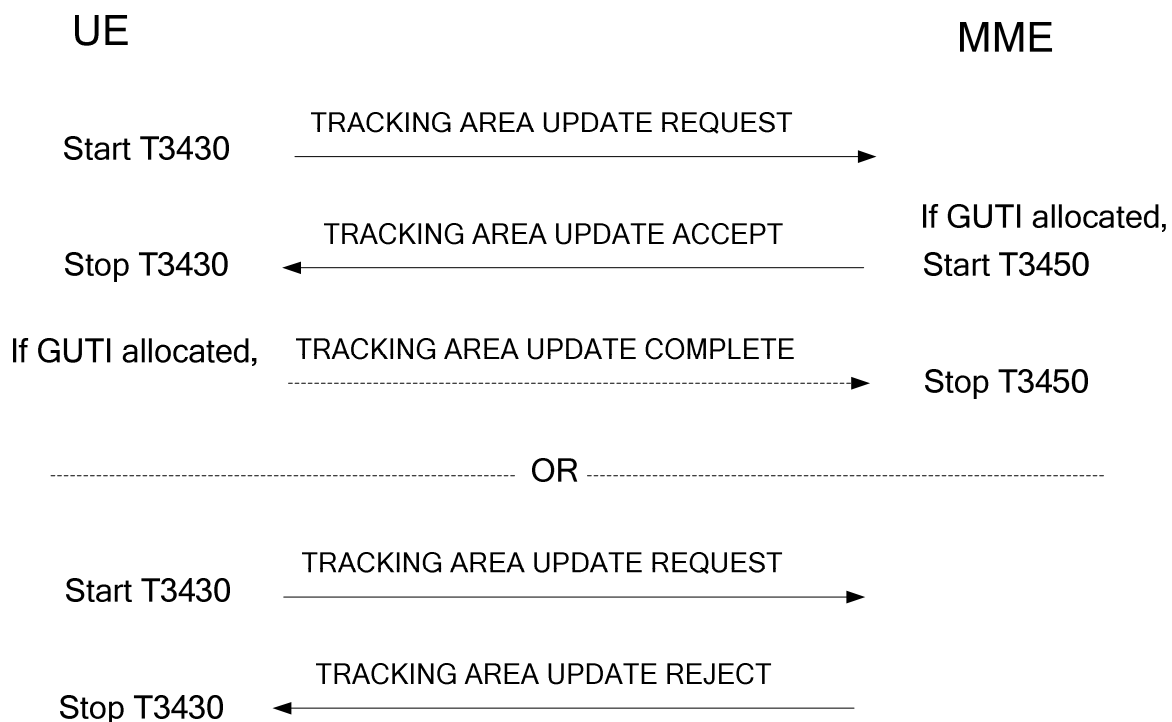 UE
MME
TRACKING AREA UPDATE REQUEST
Start T3430
If GUTI allocated,
TRACKING AREA UPDATE ACCEPT
Stop T3430
Start T3450
If GUTI allocated,
TRACKING AREA UPDATE COMPLETE
Stop T3450
OR
TRACKING AREA UPDATE REQUEST
Start T3430
TRACKING AREA UPDATE REJECT
Stop T3430